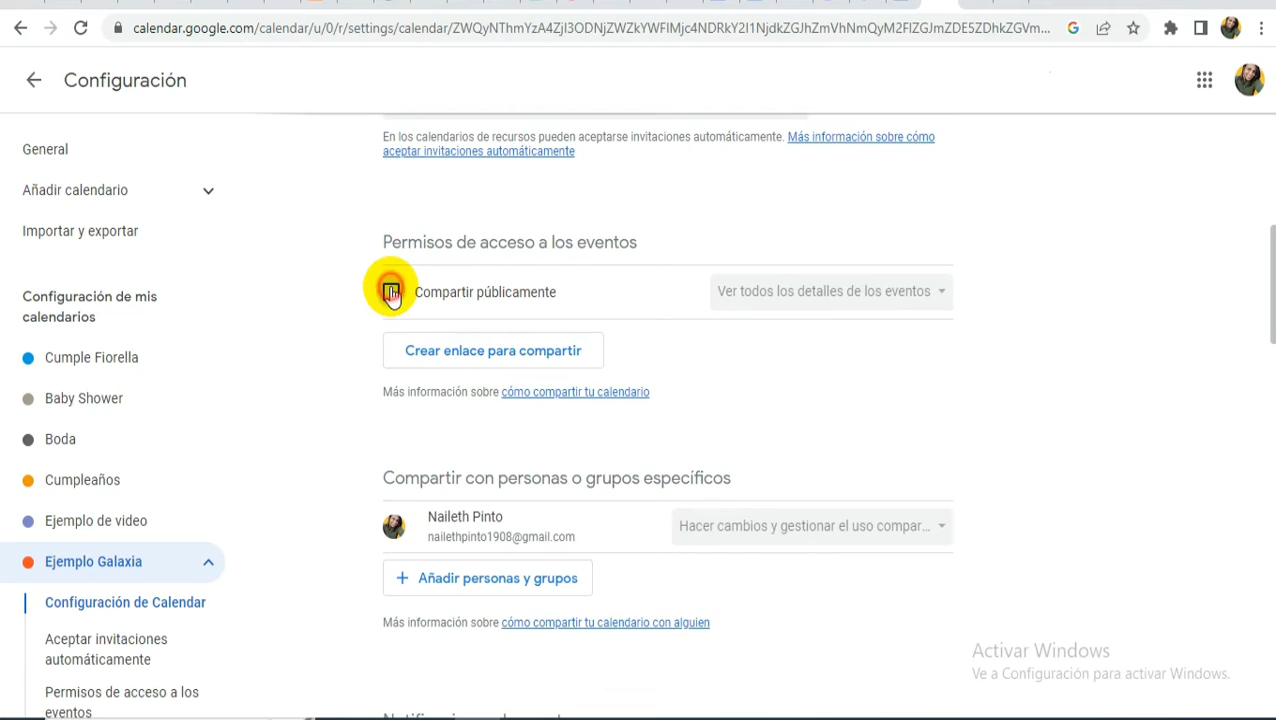 calendar.google.com/calendar/u/0/r/settings/calendar/ZWQyNThmYzA4ZjI3ODNjZWZkYWFlMjc4NDRkY2I1NjdkZGJhZmVhNmQyM2FlZGJmZDE5ZDhkZGVm...
Configuración
General
Añadir calendario
Importar y exportar
Configuración de mis
calendarios
Cumple Fiorella
Baby Shower
Boda
Cumpleaños
Ejemplo de video
Ejemplo Galaxia
Configuración de Calendar
Aceptar invitaciones
automáticamente
Permisos de acceso a los
eventos
En los calendarios de recursos pueden aceptarse invitaciones automáticamente. Más información sobre cómo
aceptar invitaciones automáticamente
Permisos de acceso a los eventos
Compartir públicamente
Ver todos los detalles de los eventos
Crear enlace para compartir
Más información sobre cómo compartir tu calendario
Compartir con personas o grupos específicos
Naileth Pinto
nailethpinto1908@gmail.com
Hacer cambios y gestionar el uso compar...
+ Añadir personas y grupos
Más información sobre cómo compartir tu calendario con alguien
Activar Windows
Ve a Configuración para activar Windows.